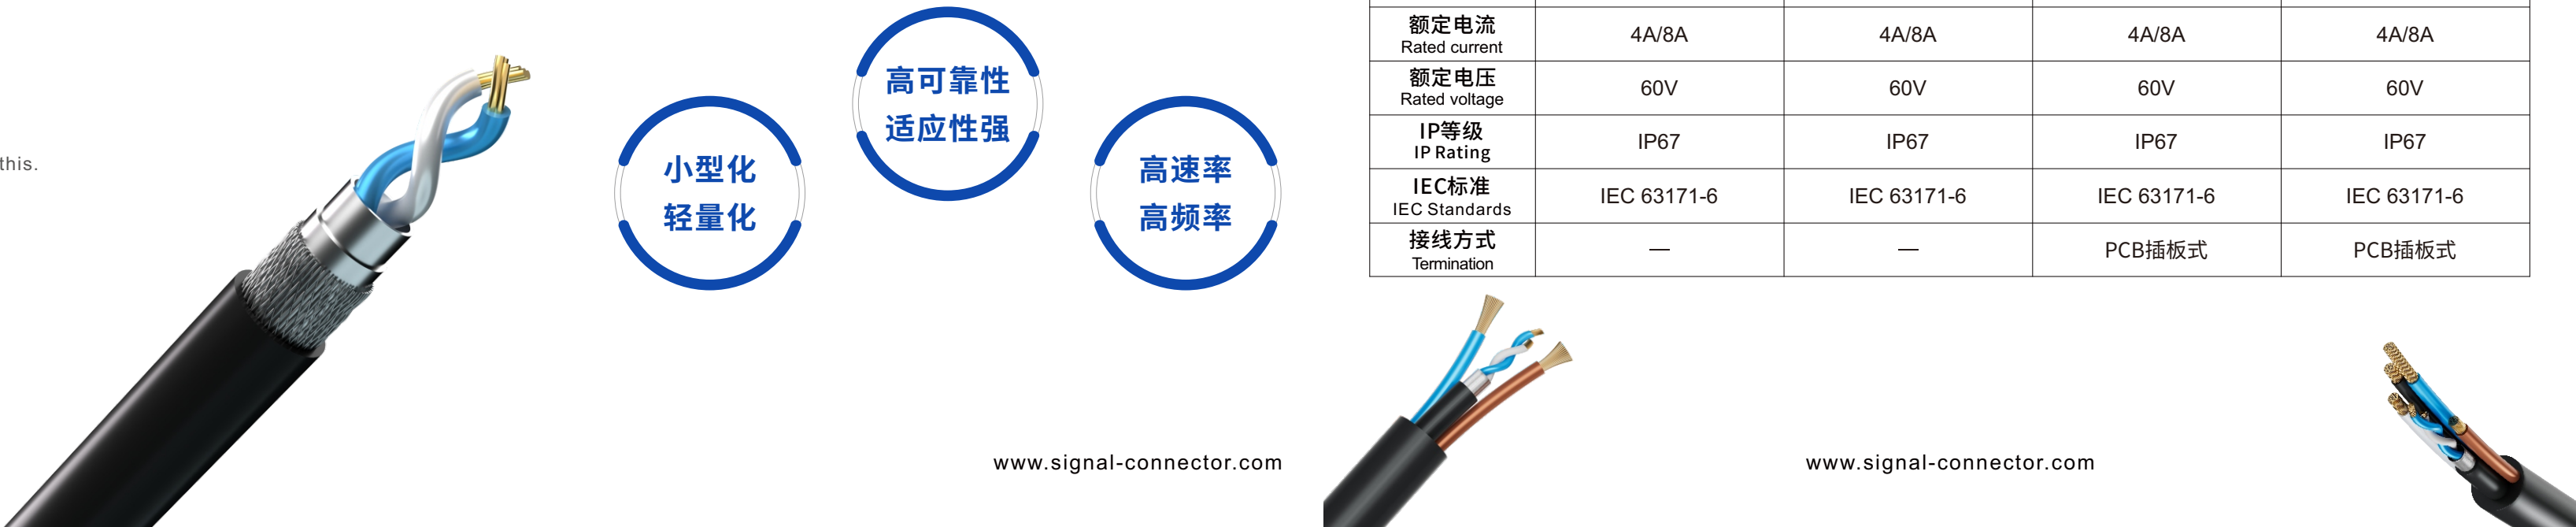 this.
高可靠性
适应性强
小型化
轻量化
高速率
高频率
www.signal-connector.com
额定电流
Rated current
4A/8A 4A/8A 4A/8A 4A/8A
额定电压
Rated voltage
60V 60V 60V 60V
IP等级
IP Rating
IP67 IP67 IP67 IP67
IEC标准
IEC Standards
IEC 63171-6 IEC 63171-6 IEC 63171-6 IEC 63171-6
接线方式
Termination
— — PCB插板式 PCB插板式
www.signal-connector.com